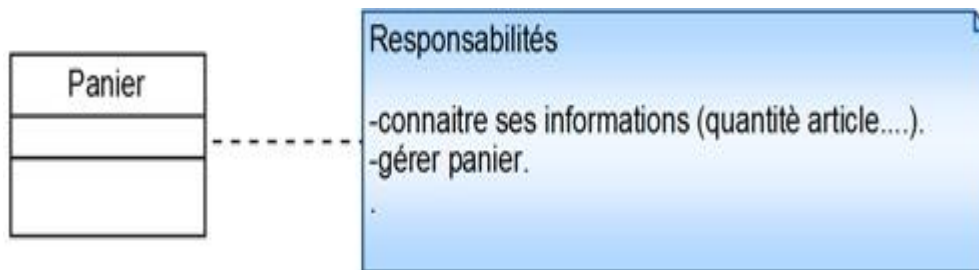 Panier
Responsabilités
-connaitre ses informations (quantitè article....).
-gérer panier.
.